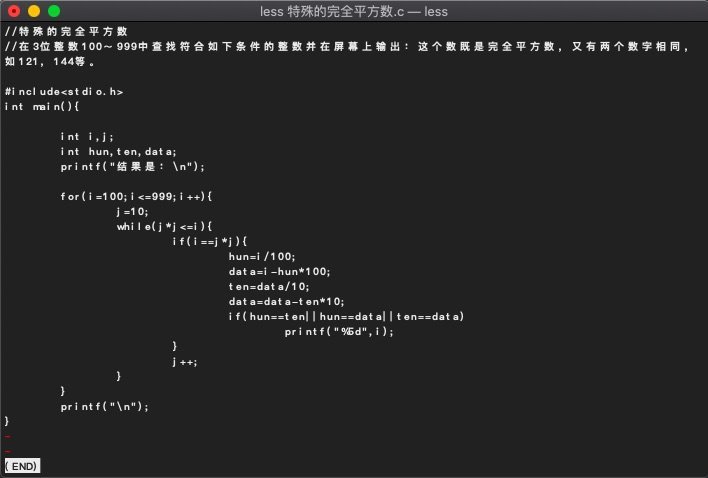 less 特殊的完全平方数.c — less
//特殊的完全平方数
//在3位整数100～999中查找符合如下条件的整数并在屏幕上输出：这个数既是完全平方数，又有两个数字相同，
如121，144等。
#include<stdio.h>
int main(){
int i,j;
int hun,ten,data;
printf("结果是：\n");
for(i=100;i<=999;i++){
j=10;
while(j*j<=i){
if(i==j*j){
hun=i/100;
data=i-hun*100;
ten=data/10;
data=data-ten*10;
if(hun==ten||hun==data||ten==data)
printf("%5d",i);
}
j++;
}
}
printf("\n");
}
~
~
(END)